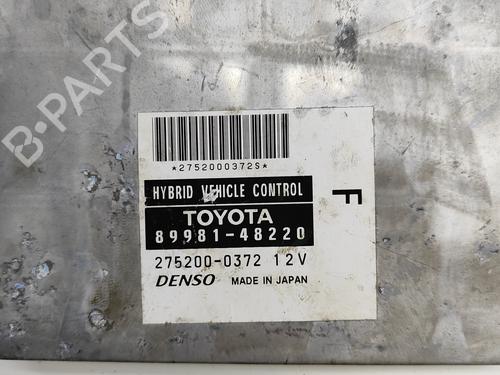 B-PARTS
*2752000372S*
HYBRID VEHICLE CONTROL
F
TOYOTA
89981-48220
275200-0372 12V
DENSO MADE IN JAPAN